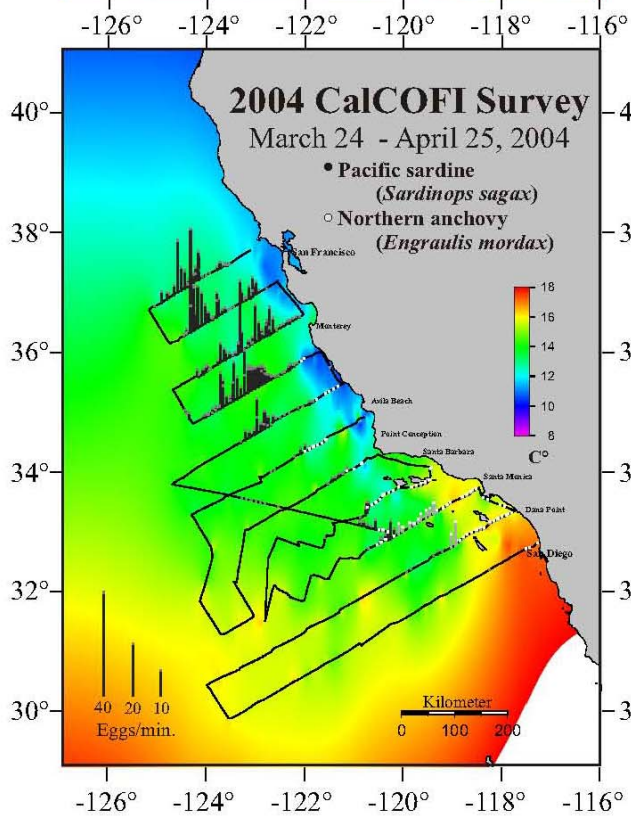 -126° -124° -122° -120° -118° -116°
2004 CalCOFI Survey
March 24 - April 25, 2004
Pacific sardine
(Sardinops sagax)
Northern anchovy
(Engraulis mordax)
40°
38°
36°
34°
32°
30°
San Francisco
Monterey
Avila Beach
Point Conception
Santa Barbara
Santa Monica
Dana Point
San Diego
18
16
14
12
10
8
C°
40 20 10
Eggs/min.
Kilometer
0 100 200
-126° -124° -122° -120° -118° -116°